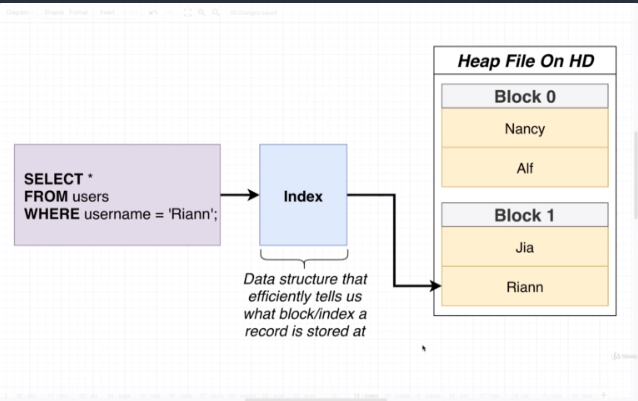 SELECT *
FROM users
WHERE username = 'Riann';
Index
Data structure that
efficiently tells us
what block/index a
record is stored at
Heap File On HD
Block 0
Nancy
Alf
Block 1
Jia
Riann